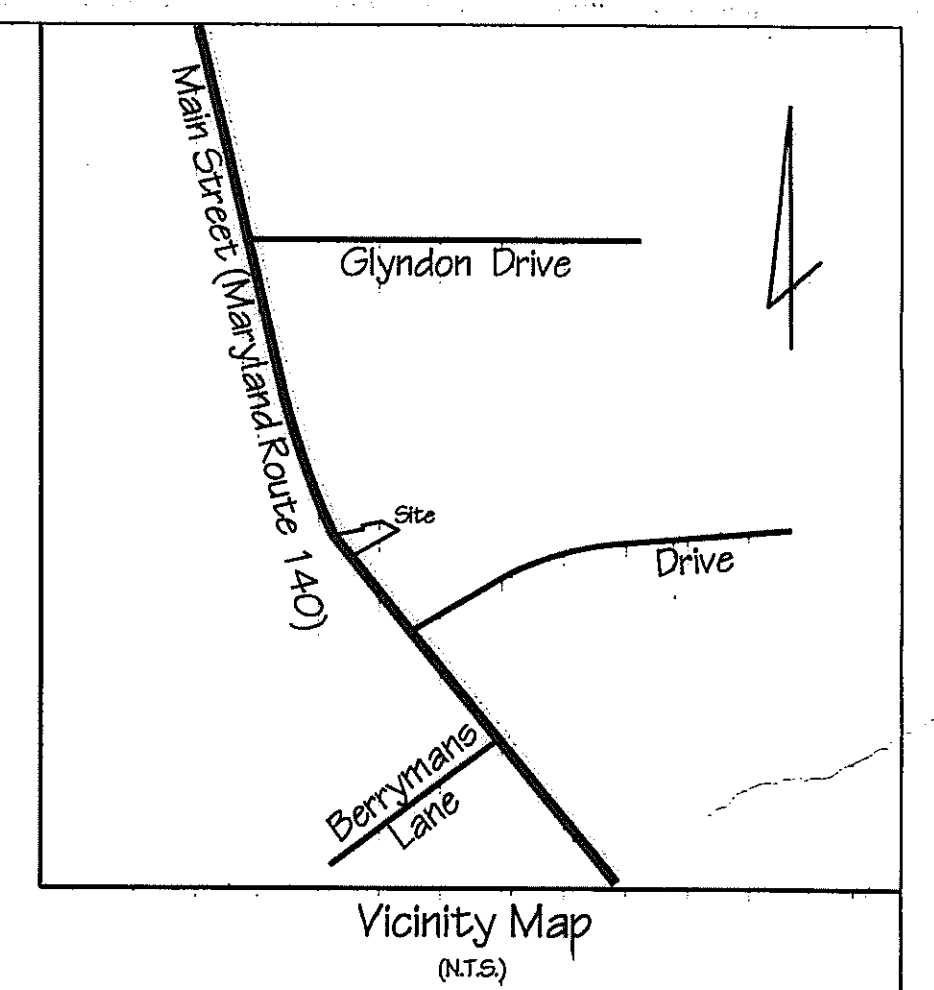 Main Street (Maryland Route 140)
Glyndon Drive
Site
Drive
Berrymans
Lane
Vicinity Map
(N.T.S.)